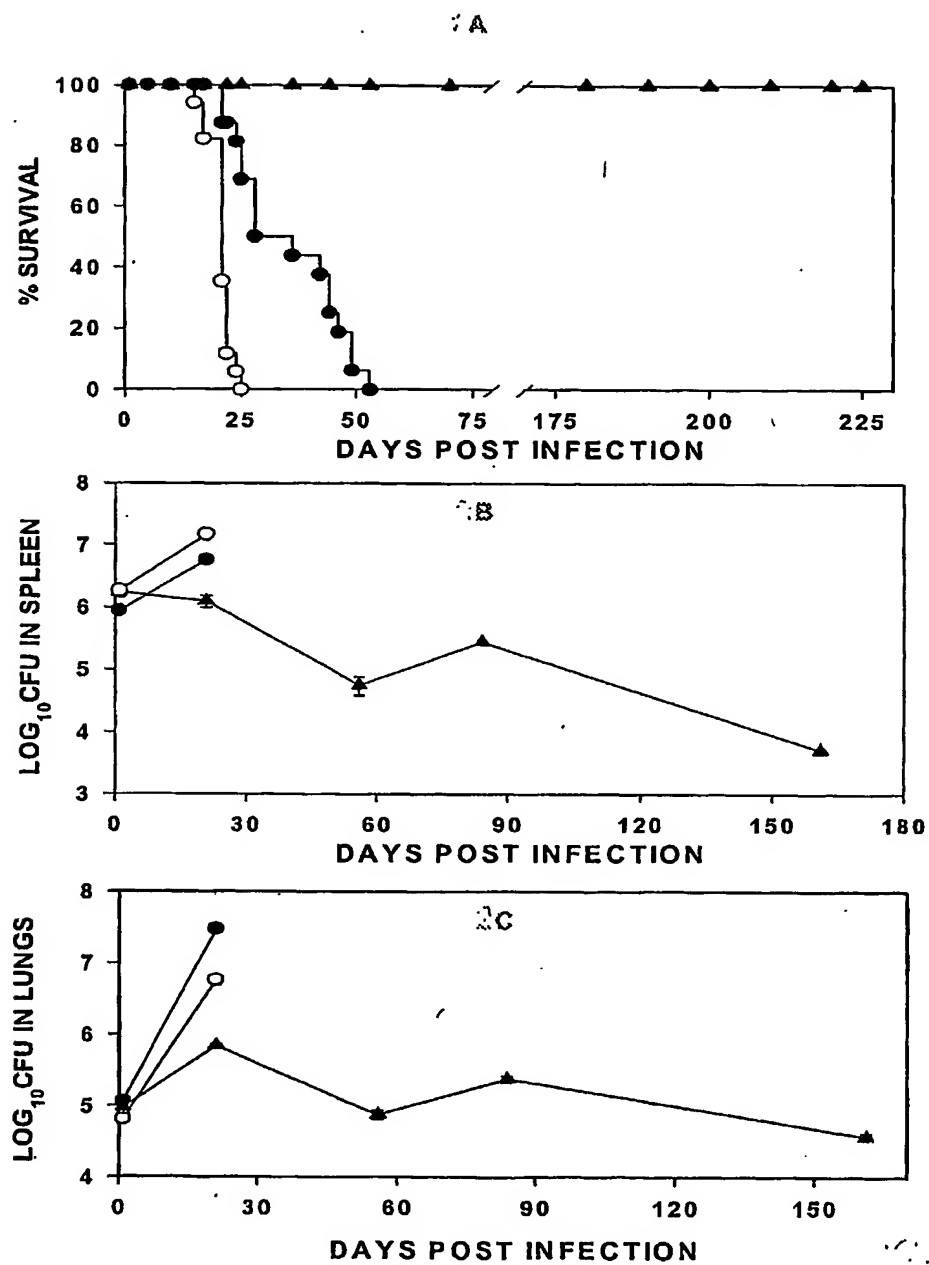 A
100
80
60
40
20
0
% SURVIVAL
0 25 50 75 175 200 225
DAYS POST INFECTION
B
8
7
6
5
4
3
LOG10CFU IN SPLEEN
0 30 60 90 120 150 180
DAYS POST INFECTION
C
8
7
6
5
4
LOG10CFU IN LUNGS
0 30 60 90 120 150
DAYS POST INFECTION